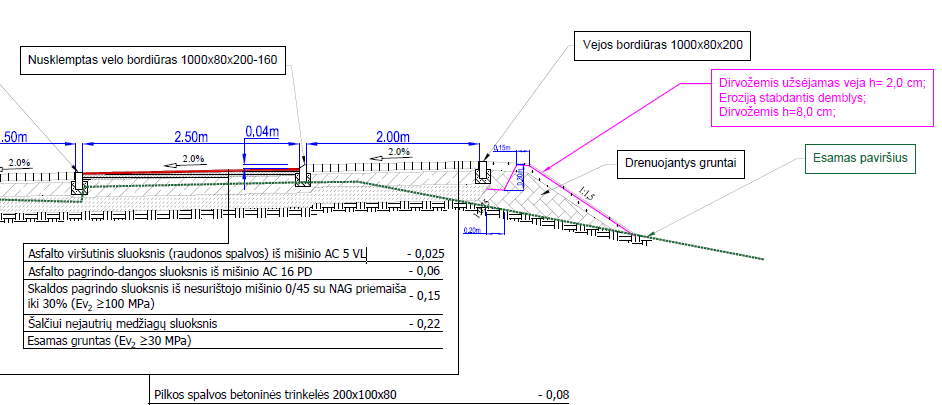 Nusklemptas velo bordiūras 1000x80x200-160
Vejos bordiūras 1000x80x200
Dirvožemis užsėjamas veja h= 2,0 cm;
Eroziją stabdantis demblys;
Dirvožemis h=8,0 cm;
Drenuojantys gruntai
Esamas paviršius
.50m
2.50m
0,04m
2.00m
0,15m
2.0%
2.0%
2.0%
0,30m
1:1.5
0,20m
Asfalto viršutinis sluoksnis (raudonos spalvos) iš mišinio AC 5 VL - 0,025
Asfalto pagrindo-dangos sluoksnis iš mišinio AC 16 PD - 0,06
Skaldos pagrindo sluoksnis iš nesurištojo mišinio 0/45 su NAG priemaiša
iki 30% (Ev2 ≥100 MPa) - 0,15
Šalčiui nejautrių medžiagų sluoksnis - 0,22
Esamas gruntas (Ev2 ≥30 MPa)
Pilkos spalvos betoninės trinkelės 200x100x80 - 0,08